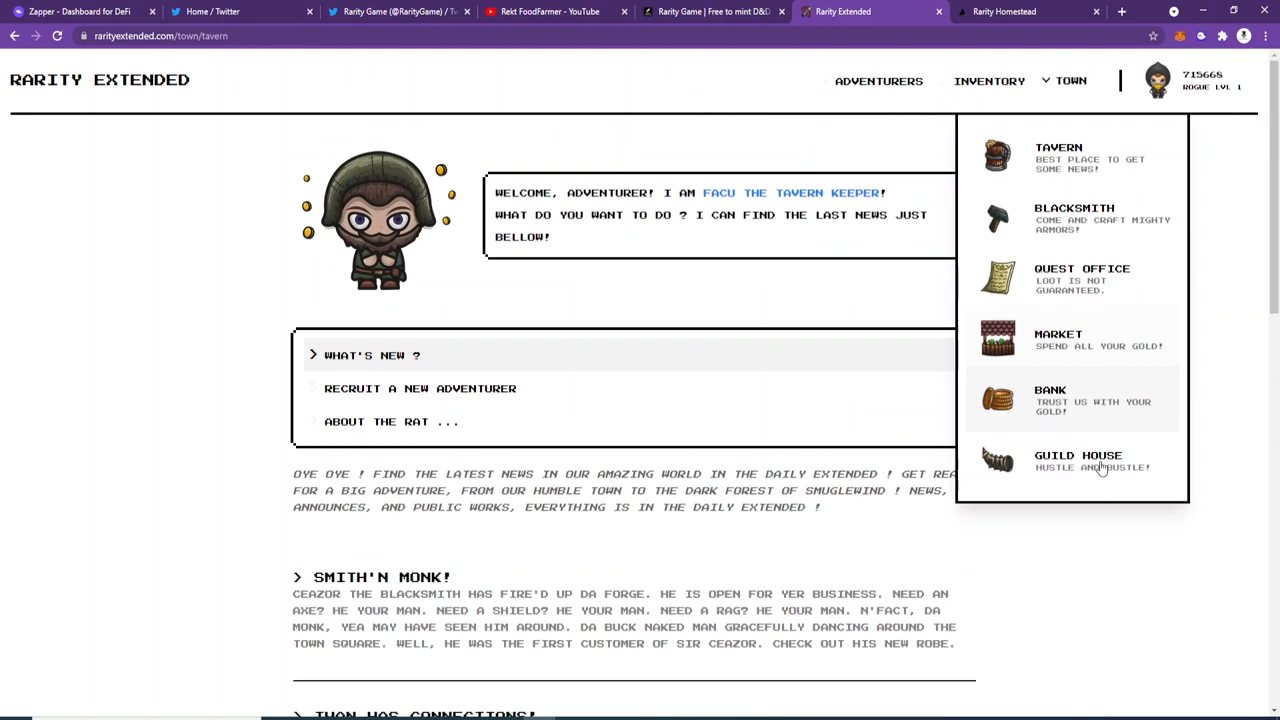 Zapper - Dashboard for DeFi
Home / Twitter
Rarity Game (@RarityGame) / Tw
Rekt FoodFarmer - YouTube
Rarity Game | Free to mint D&D
Rarity Extended
Rarity Homestead
rarityextended.com/town/tavern
RARITY EXTENDED
ADVENTURERS
INVENTORY
TOWN
715668
ROGUE LVL 1
TAVERN
BEST PLACE TO GET
SOME NEWS!
BLACKSMITH
COME AND CRAFT MIGHTY
ARMORS!
QUEST OFFICE
LOOT IS NOT
GUARANTEED.
MARKET
SPEND ALL YOUR GOLD!
BANK
TRUST US WITH YOUR
GOLD!
GUILD HOUSE
HUSTLE AND BUSTLE!
WELCOME, ADVENTURER! I AM FACU THE TAVERN KEEPER!
WHAT DO YOU WANT TO DO ? I CAN FIND THE LAST NEWS JUST
BELLOW!
> WHAT'S NEW ?
RECRUIT A NEW ADVENTURER
ABOUT THE RAT ...
OYE OYE ! FIND THE LATEST NEWS IN OUR AMAZING WORLD IN THE DAILY EXTENDED ! GET REA
FOR A BIG ADVENTURE, FROM OUR HUMBLE TOWN TO THE DARK FOREST OF SMUGLEWIND ! NEWS,
ANNOUNCES, AND PUBLIC WORKS, EVERYTHING IS IN THE DAILY EXTENDED !
> SMITH'N MONK!
CEAZOR THE BLACKSMITH HAS FIRE'D UP DA FORGE. HE IS OPEN FOR YER BUSINESS. NEED AN
AXE? HE YOUR MAN. NEED A SHIELD? HE YOUR MAN. NEED A RAG? HE YOUR MAN. N'FACT, DA
MONK, YEA MAY HAVE SEEN HIM AROUND. DA BUCK NAKED MAN GRACEFULLY DANCING AROUND THE
TOWN SQUARE. WELL, HE WAS THE FIRST CUSTOMER OF SIR CEAZOR. CHECK OUT HIS NEW ROBE.
> THAN HAS CONNECTIONS!